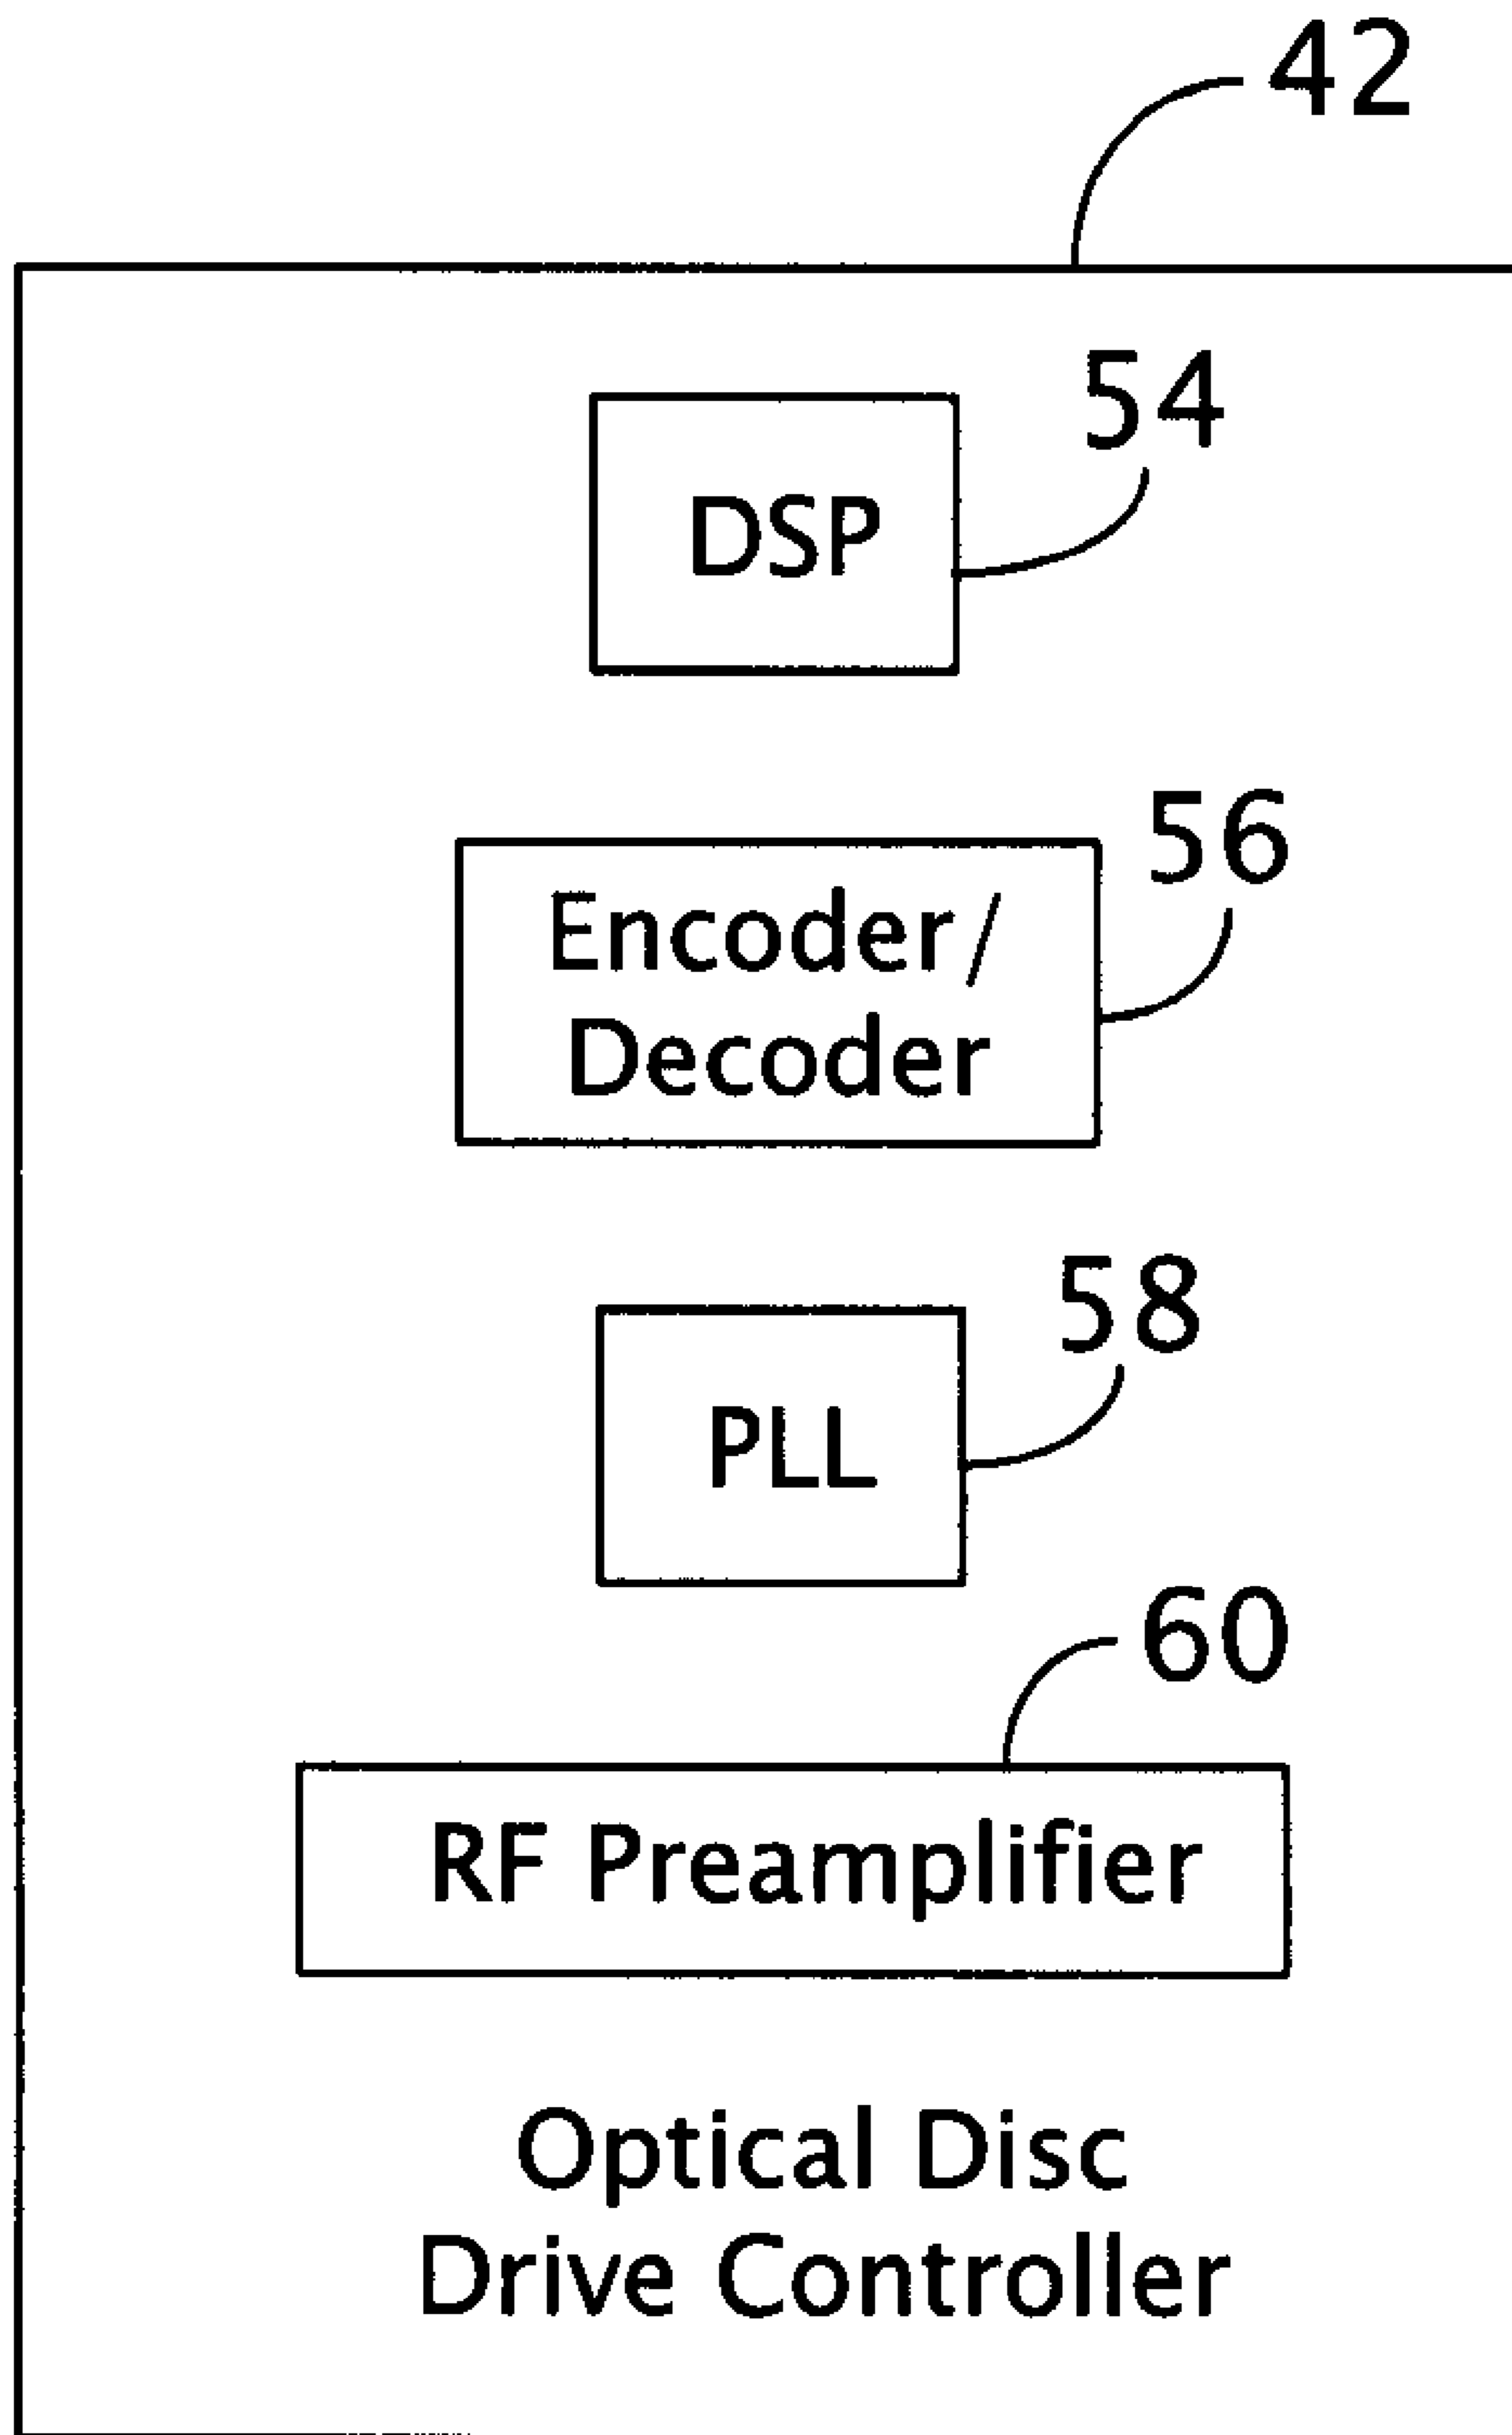 42
54
DSP
56
Encoder/
Decoder
58
PLL
60
RF Preamplifier
Optical Disc
Drive Controller